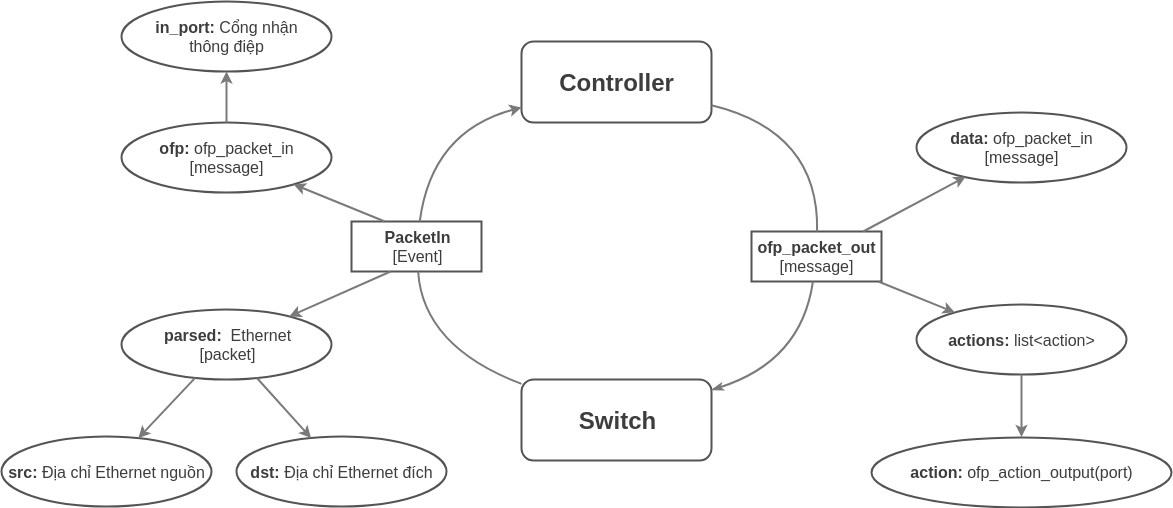 in_port: Cổng nhận
thông điệp
Controller
ofp: ofp_packet_in
[message]
data: ofp_packet_in
[message]
PacketIn
[Event]
ofp_packet_out
[message]
parsed:  Ethernet
[packet]
actions: list<action>
Switch
src: Địa chỉ Ethernet nguồn
dst: Địa chỉ Ethernet đích
action: ofp_action_output(port)